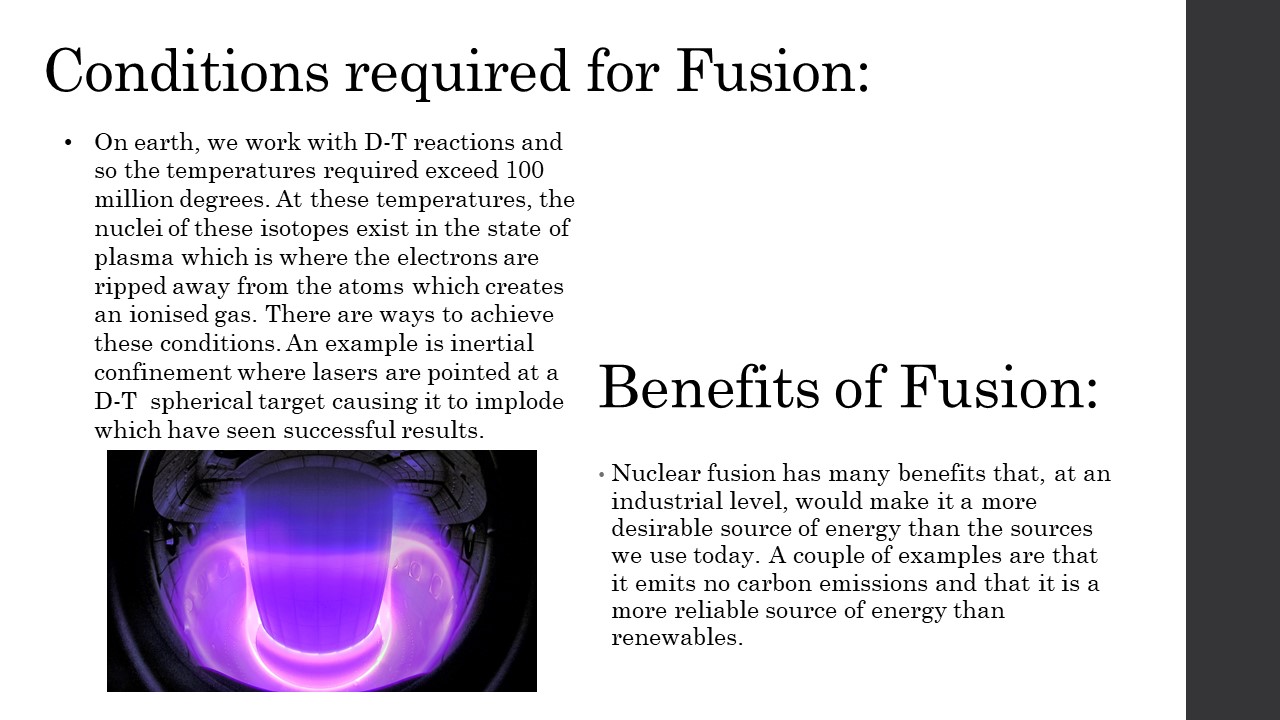 Conditions required for Fusion:
• On earth, we work with D-T reactions and
so the temperatures required exceed 100
million degrees. At these temperatures, the
nuclei of these isotopes exist in the state of
plasma which is where the electrons are
ripped away from the atoms which creates
an ionised gas. There are ways to achieve
these conditions. An example is inertial
confinement where lasers are pointed at a
D-T  spherical target causing it to implode
which have seen successful results.
Benefits of Fusion:
• Nuclear fusion has many benefits that, at an
industrial level, would make it a more
desirable source of energy than the sources
we use today. A couple of examples are that
it emits no carbon emissions and that it is a
more reliable source of energy than
renewables.